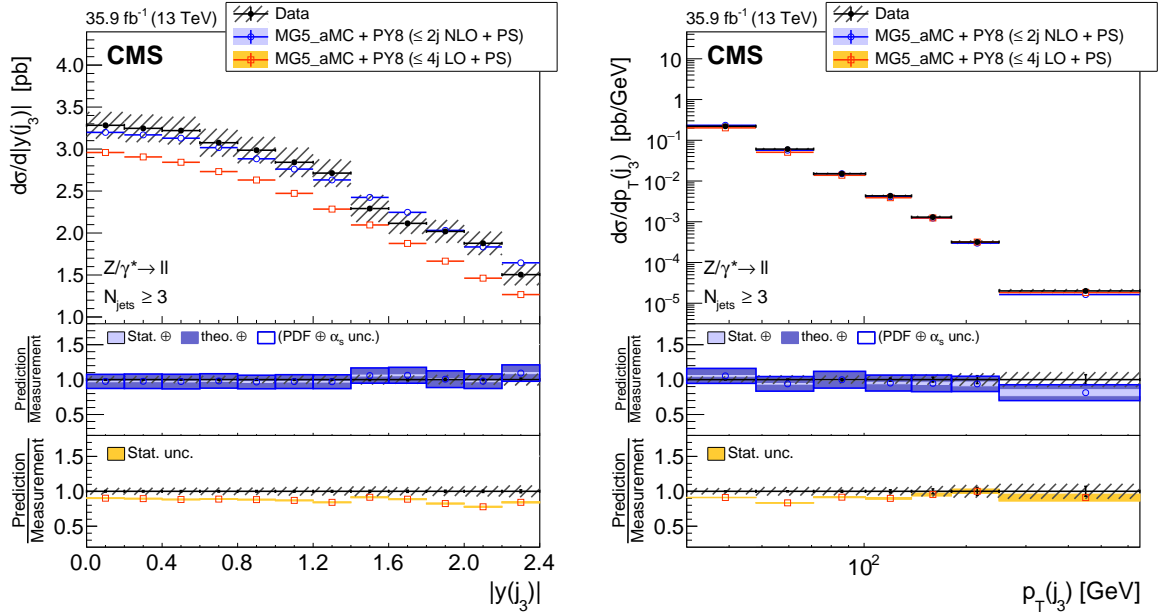 35.9 fb⁻¹ (13 TeV)
Data
MG5_aMC + PY8 (≤ 2j NLO + PS)
MG5_aMC + PY8 (≤ 4j LO + PS)
CMS
dσ/d|y(j₃)| [pb]
4.0
3.5
3.0
2.5
2.0
1.5
1.0
Z/γ*→ ll
N_jets ≥ 3
Stat. ⊕ theo. ⊕ (PDF ⊕ αₛ unc.)
Prediction
Measurement
1.5
1.0
0.5
Stat. unc.
Prediction
Measurement
1.5
1.0
0.5
0.0 0.4 0.8 1.2 1.6 2.0 2.4
|y(j₃)|
35.9 fb⁻¹ (13 TeV)
Data
MG5_aMC + PY8 (≤ 2j NLO + PS)
MG5_aMC + PY8 (≤ 4j LO + PS)
CMS
dσ/dp_T(j₃) [pb/GeV]
10
1
10⁻¹
10⁻²
10⁻³
10⁻⁴
10⁻⁵
Z/γ*→ ll
N_jets ≥ 3
Stat. ⊕ theo. ⊕ (PDF ⊕ αₛ unc.)
Prediction
Measurement
1.5
1.0
0.5
Stat. unc.
Prediction
Measurement
1.5
1.0
0.5
10²
p_T(j₃) [GeV]